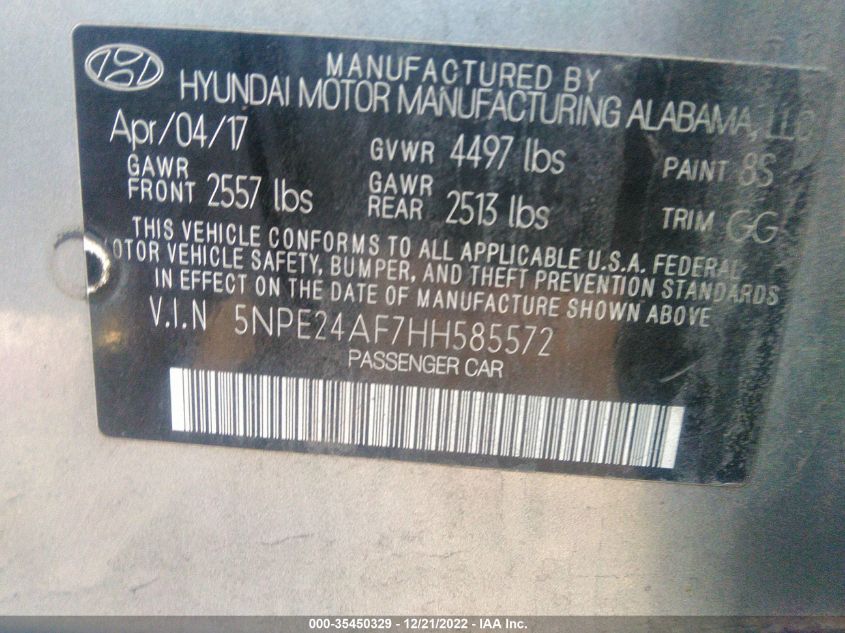 MANUFACTURED BY
HYUNDAI MOTOR MANUFACTURING ALABAMA, LLC
Apr/04/17 GVWR 4497 lbs PAINT 8S
GAWR FRONT 2557 lbs GAWR REAR 2513 lbs TRIM GG
THIS VEHICLE CONFORMS TO ALL APPLICABLE U.S.A. FEDERAL
MOTOR VEHICLE SAFETY, BUMPER, AND THEFT PREVENTION STANDARDS
IN EFFECT ON THE DATE OF MANUFACTURE SHOWN ABOVE
V.I.N 5NPE24AF7HH585572
PASSENGER CAR
000-35450329 - 12/21/2022 - IAA Inc.